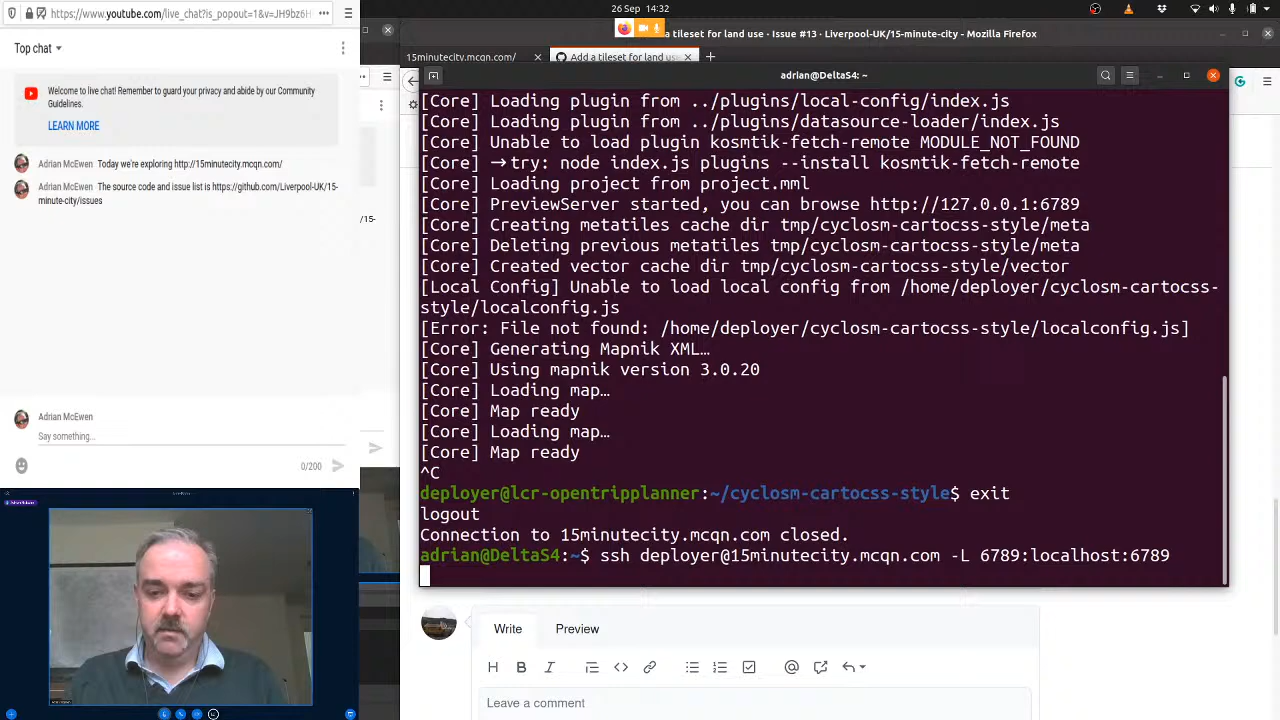 26 Sep 14:32
https://www.youtube.com/live_chat?is_popout=1&v=JH9bz6H
Top chat
Welcome to live chat! Remember to guard your privacy and abide by our Community
Guidelines.
LEARN MORE
Adrian McEwen Today we're exploring http://15minutecity.mcqn.com/
Adrian McEwen The source code and issue list is https://github.com/Liverpool-UK/15-
minute-city/issues
Adrian McEwen
Say something...
0/200
/15-
a tileset for land use · Issue #13 · Liverpool-UK/15-minute-city - Mozilla Firefox
15minutecity.mcqn.com/
Add a tileset for land us
adrian@DeltaS4: ~
[Core] Loading plugin from ../plugins/local-config/index.js
[Core] Loading plugin from ../plugins/datasource-loader/index.js
[Core] Unable to load plugin kosmtik-fetch-remote MODULE_NOT_FOUND
[Core] →try: node index.js plugins --install kosmtik-fetch-remote
[Core] Loading project from project.mml
[Core] PreviewServer started, you can browse http://127.0.0.1:6789
[Core] Creating metatiles cache dir tmp/cyclosm-cartocss-style/meta
[Core] Deleting previous metatiles tmp/cyclosm-cartocss-style/meta
[Core] Created vector cache dir tmp/cyclosm-cartocss-style/vector
[Local Config] Unable to load local config from /home/deployer/cyclosm-cartocss-
style/localconfig.js
[Error: File not found: /home/deployer/cyclosm-cartocss-style/localconfig.js]
[Core] Generating Mapnik XML…
[Core] Using mapnik version 3.0.20
[Core] Loading map…
[Core] Map ready
[Core] Loading map…
[Core] Map ready
^C
deployer@lcr-opentripplanner:~/cyclosm-cartocss-style$ exit
logout
Connection to 15minutecity.mcqn.com closed.
adrian@DeltaS4:~$ ssh deployer@15minutecity.mcqn.com -L 6789:localhost:6789
Write
Preview
Leave a comment